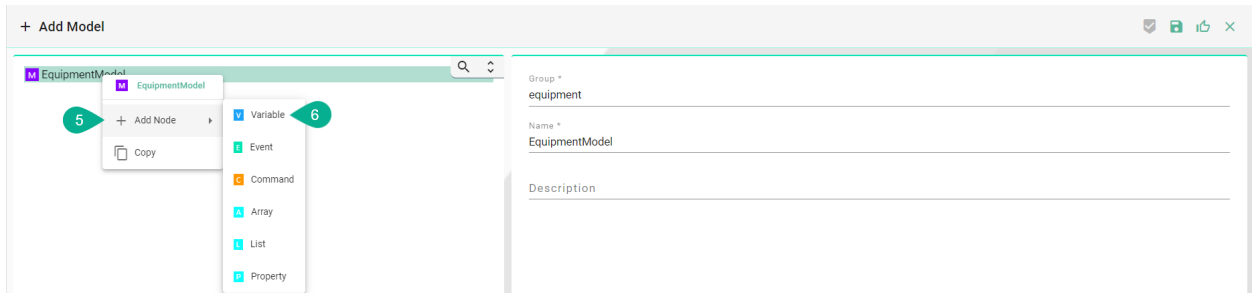 + Add Model
M EquipmentModel
M EquipmentModel
5
+ Add Node
Copy
V Variable
6
E Event
C Command
A Array
L List
P Property
Group *
equipment
Name *
EquipmentModel
Description